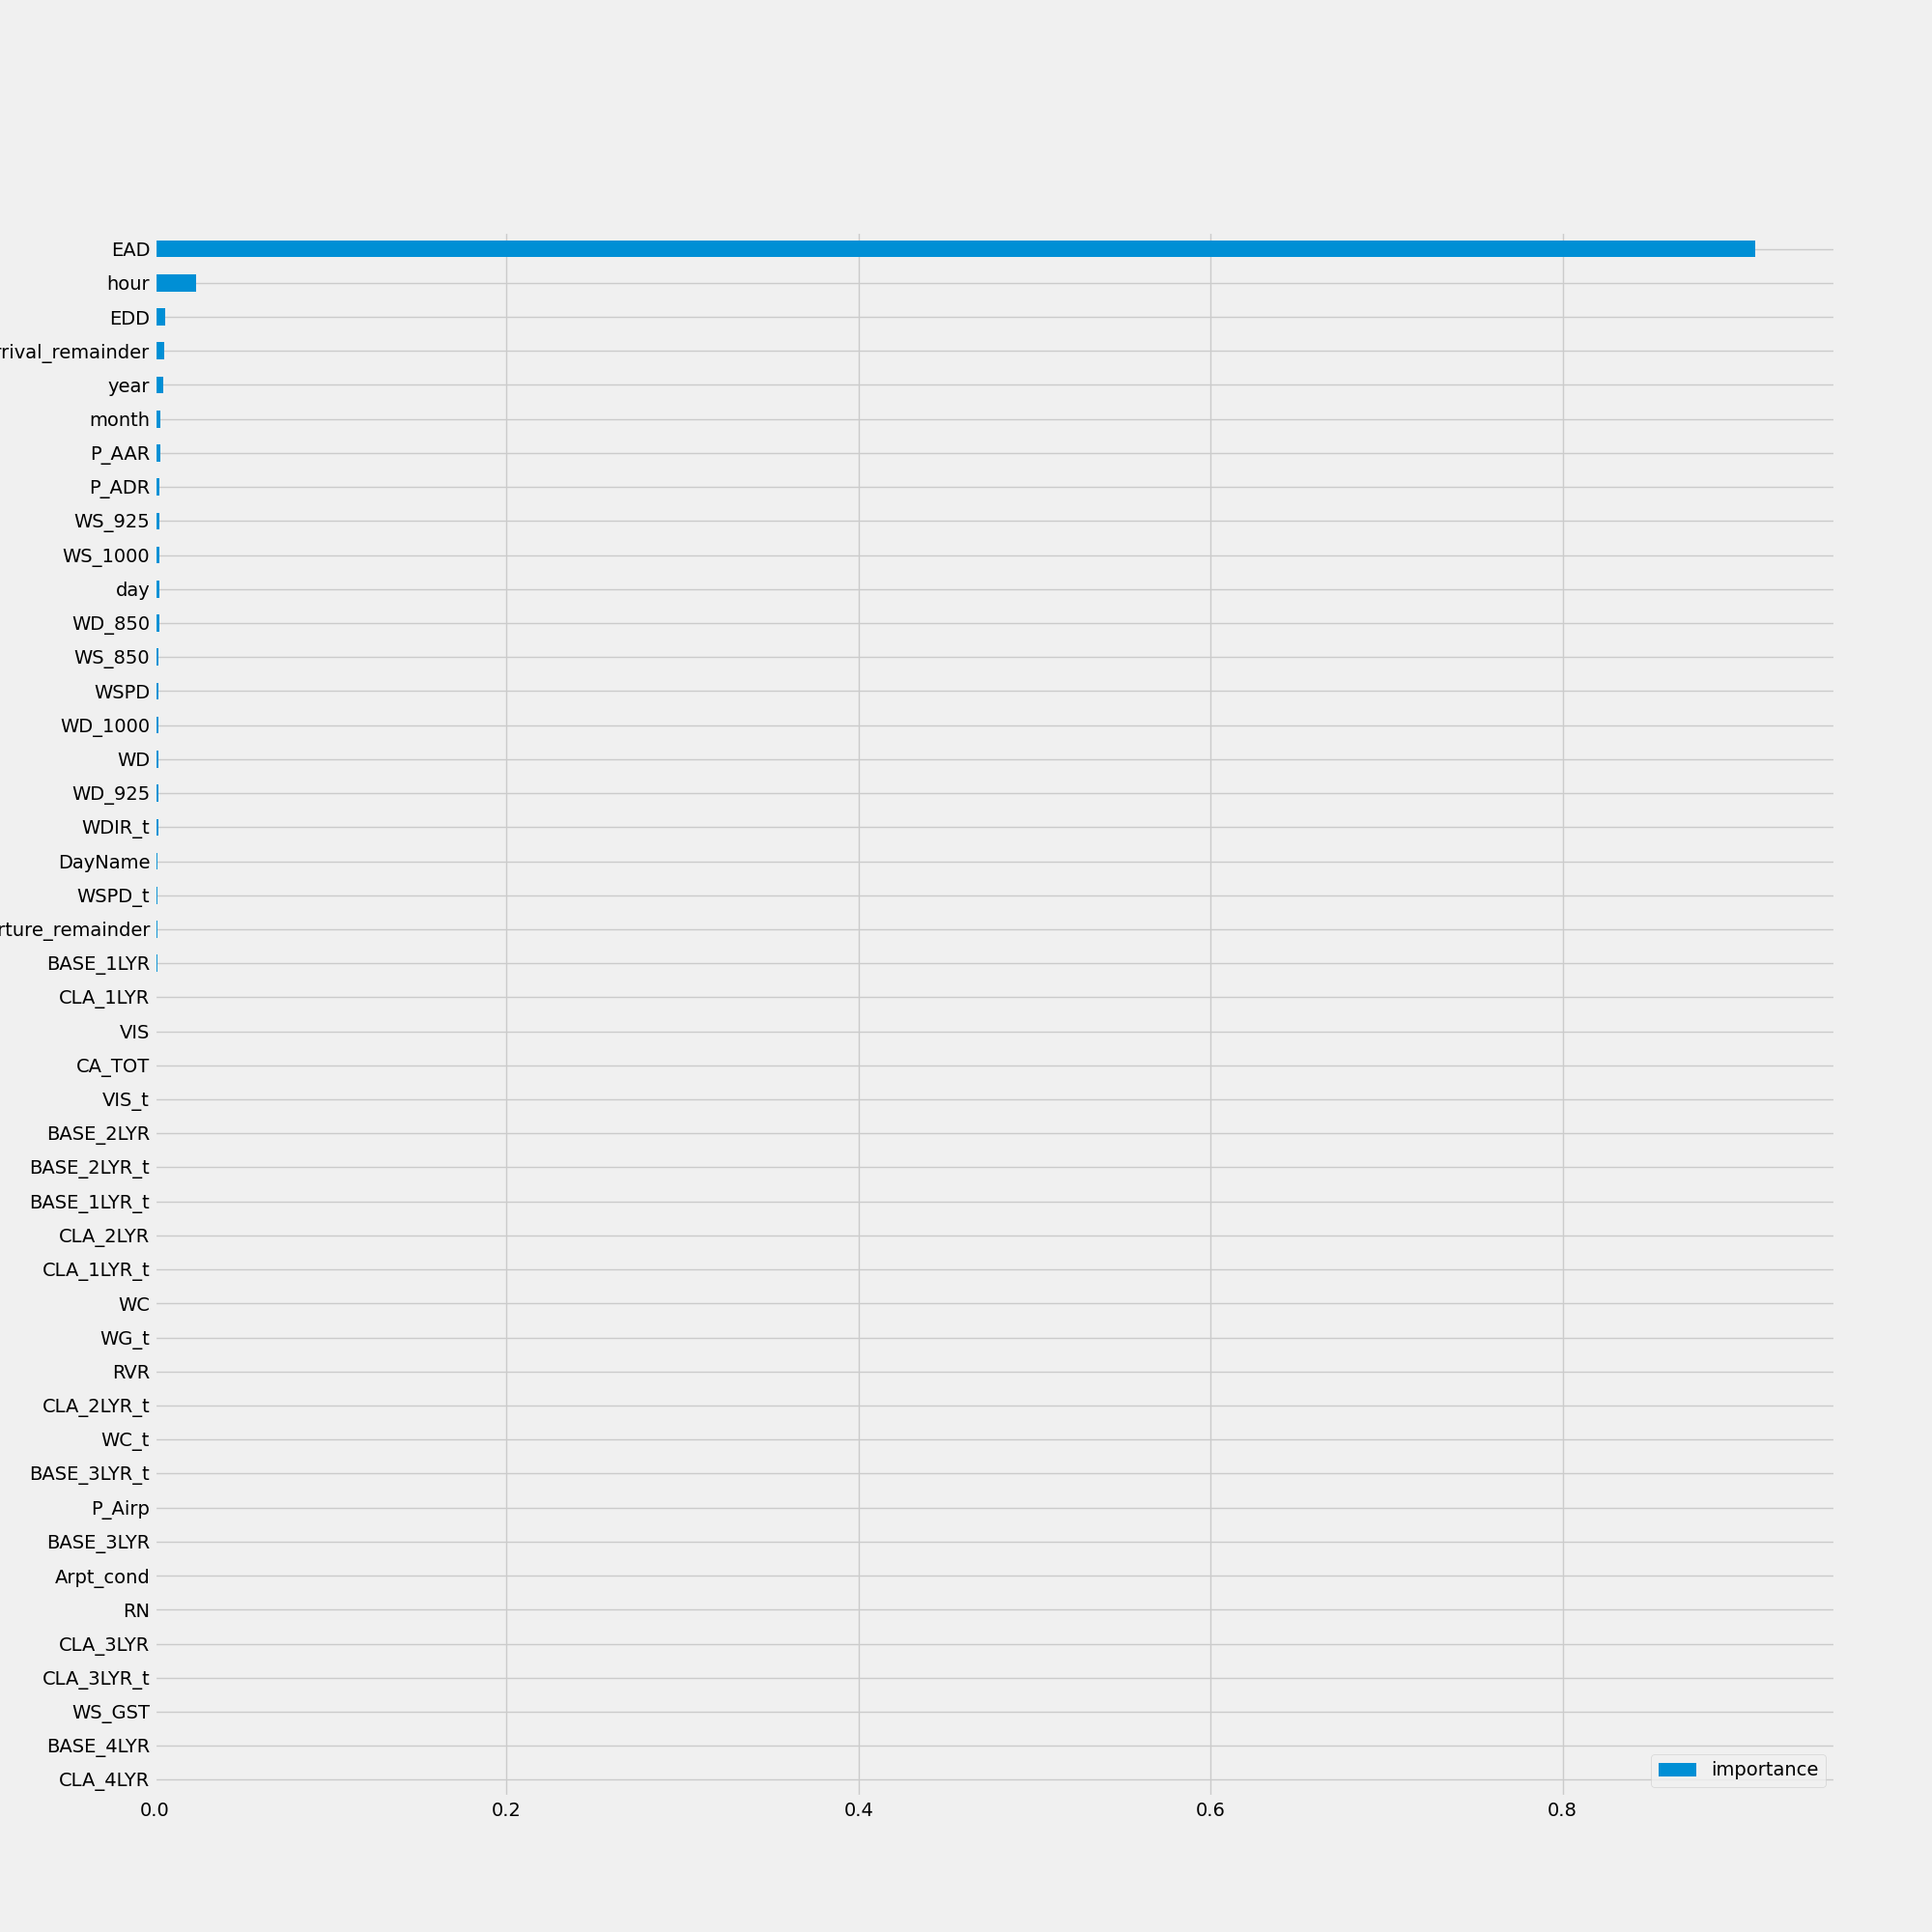 EAD
hour
EDD
rrival_remainder
year
month
P_AAR
P_ADR
WS_925
WS_1000
day
WD_850
WS_850
WSPD
WD_1000
WD
WD_925
WDIR_t
DayName
WSPD_t
rture_remainder
BASE_1LYR
CLA_1LYR
VIS
CA_TOT
VIS_t
BASE_2LYR
BASE_2LYR_t
BASE_1LYR_t
CLA_2LYR
CLA_1LYR_t
WC
WG_t
RVR
CLA_2LYR_t
WC_t
BASE_3LYR_t
P_Airp
BASE_3LYR
Arpt_cond
RN
CLA_3LYR
CLA_3LYR_t
WS_GST
BASE_4LYR
CLA_4LYR
importance
0.0 0.2 0.4 0.6 0.8